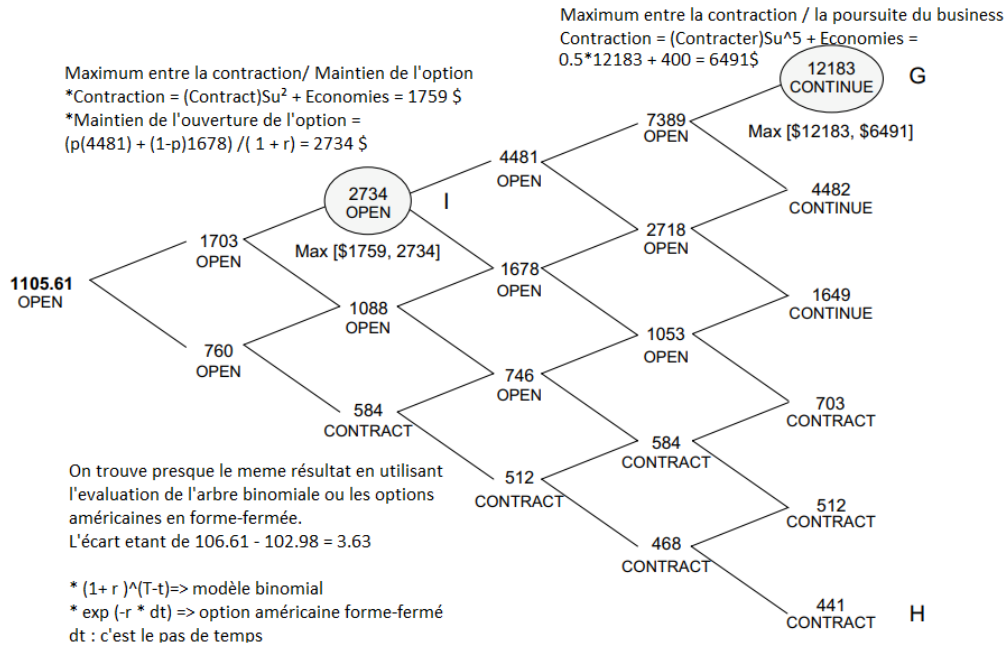 Maximum entre la contraction / la poursuite du business
Contraction = (Contracter)Su^5 + Economies =
0.5*12183 + 400 = 6491$
Maximum entre la contraction/ Maintien de l'option
*Contraction = (Contract)Su² + Economies = 1759 $
*Maintien de l'ouverture de l'option =
(p(4481) + (1-p)1678) /( 1 + r) = 2734 $
12183
CONTINUE
G
Max [$12183, $6491]
7389
OPEN
4481
OPEN
4482
CONTINUE
2734
OPEN
I
Max [$1759, 2734]
2718
OPEN
1703
OPEN
1678
OPEN
1105.61
OPEN
1649
CONTINUE
1088
OPEN
1053
OPEN
760
OPEN
746
OPEN
703
CONTRACT
584
CONTRACT
584
CONTRACT
512
CONTRACT
512
CONTRACT
468
CONTRACT
441
CONTRACT
H
On trouve presque le meme résultat en utilisant
l'evaluation de l'arbre binomiale ou les options
américaines en forme-fermée.
L'écart etant de 106.61 - 102.98 = 3.63
* (1+ r )^(T-t)=> modèle binomial
* exp (-r * dt) => option américaine forme-fermé
dt : c'est le pas de temps